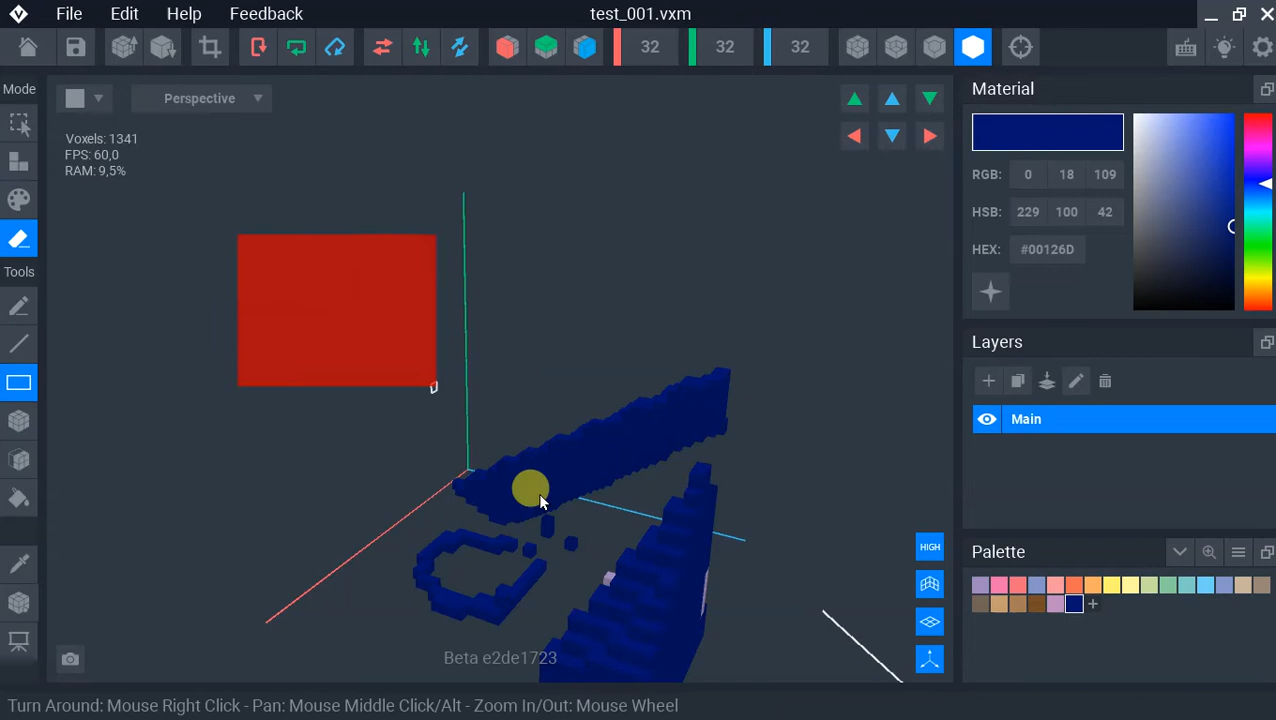 File Edit Help Feedback test_001.vxm
32 32 32
Mode
Perspective
Voxels: 1341
FPS: 60,0
RAM: 9,5%
Tools
HIGH
Beta e2de1723
Material
RGB: 0 18 109
HSB: 229 100 42
HEX: #00126D
Layers
Main
Palette
Turn Around: Mouse Right Click - Pan: Mouse Middle Click/Alt - Zoom In/Out: Mouse Wheel